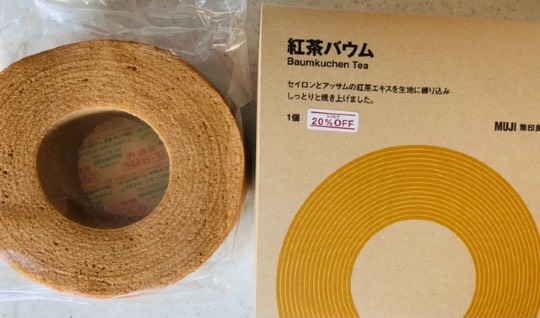 紅茶バウム
Baumkuchen Tea
セイロンとアッサムの紅茶エキスを生地に練り込み
しっとりと焼き上げました。
1個
20%OFF
MUJI 無印良